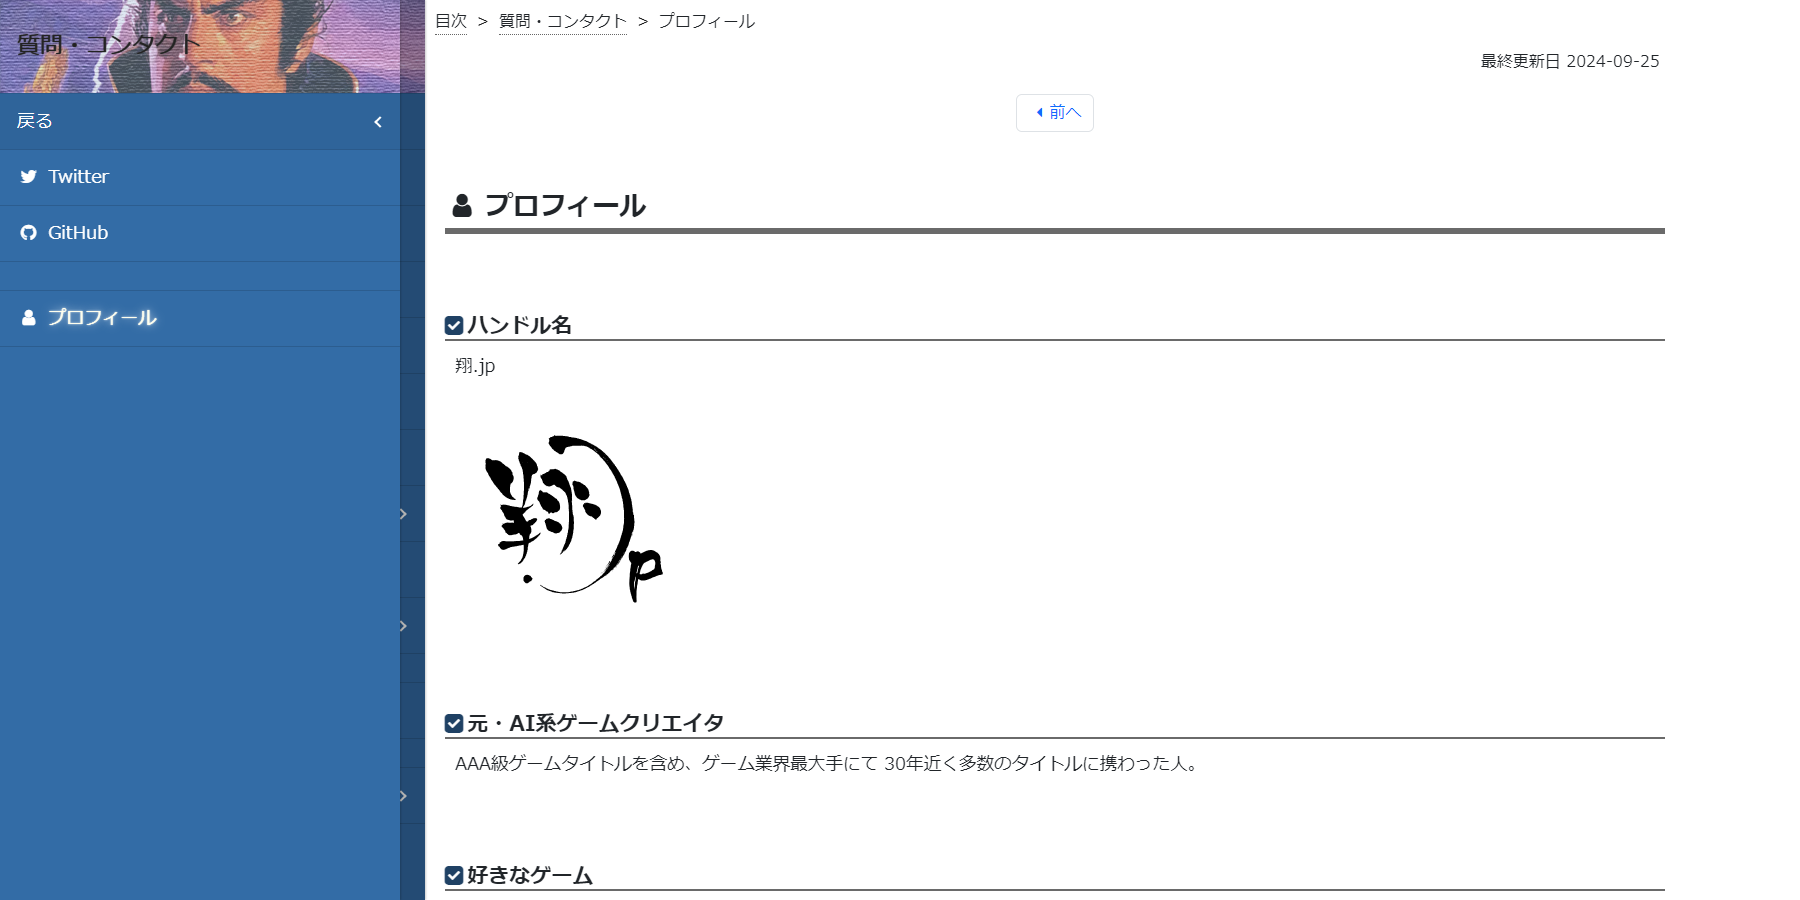 質問・コンタクト
戻る
Twitter
GitHub
プロフィール
目次 > 質問・コンタクト > プロフィール
最終更新日 2024-09-25
前へ
プロフィール
ハンドル名
翔.jp
翔.jp
元・AI系ゲームクリエイタ
AAA級ゲームタイトルを含め、ゲーム業界最大手にて 30年近く多数のタイトルに携わった人。
好きなゲーム